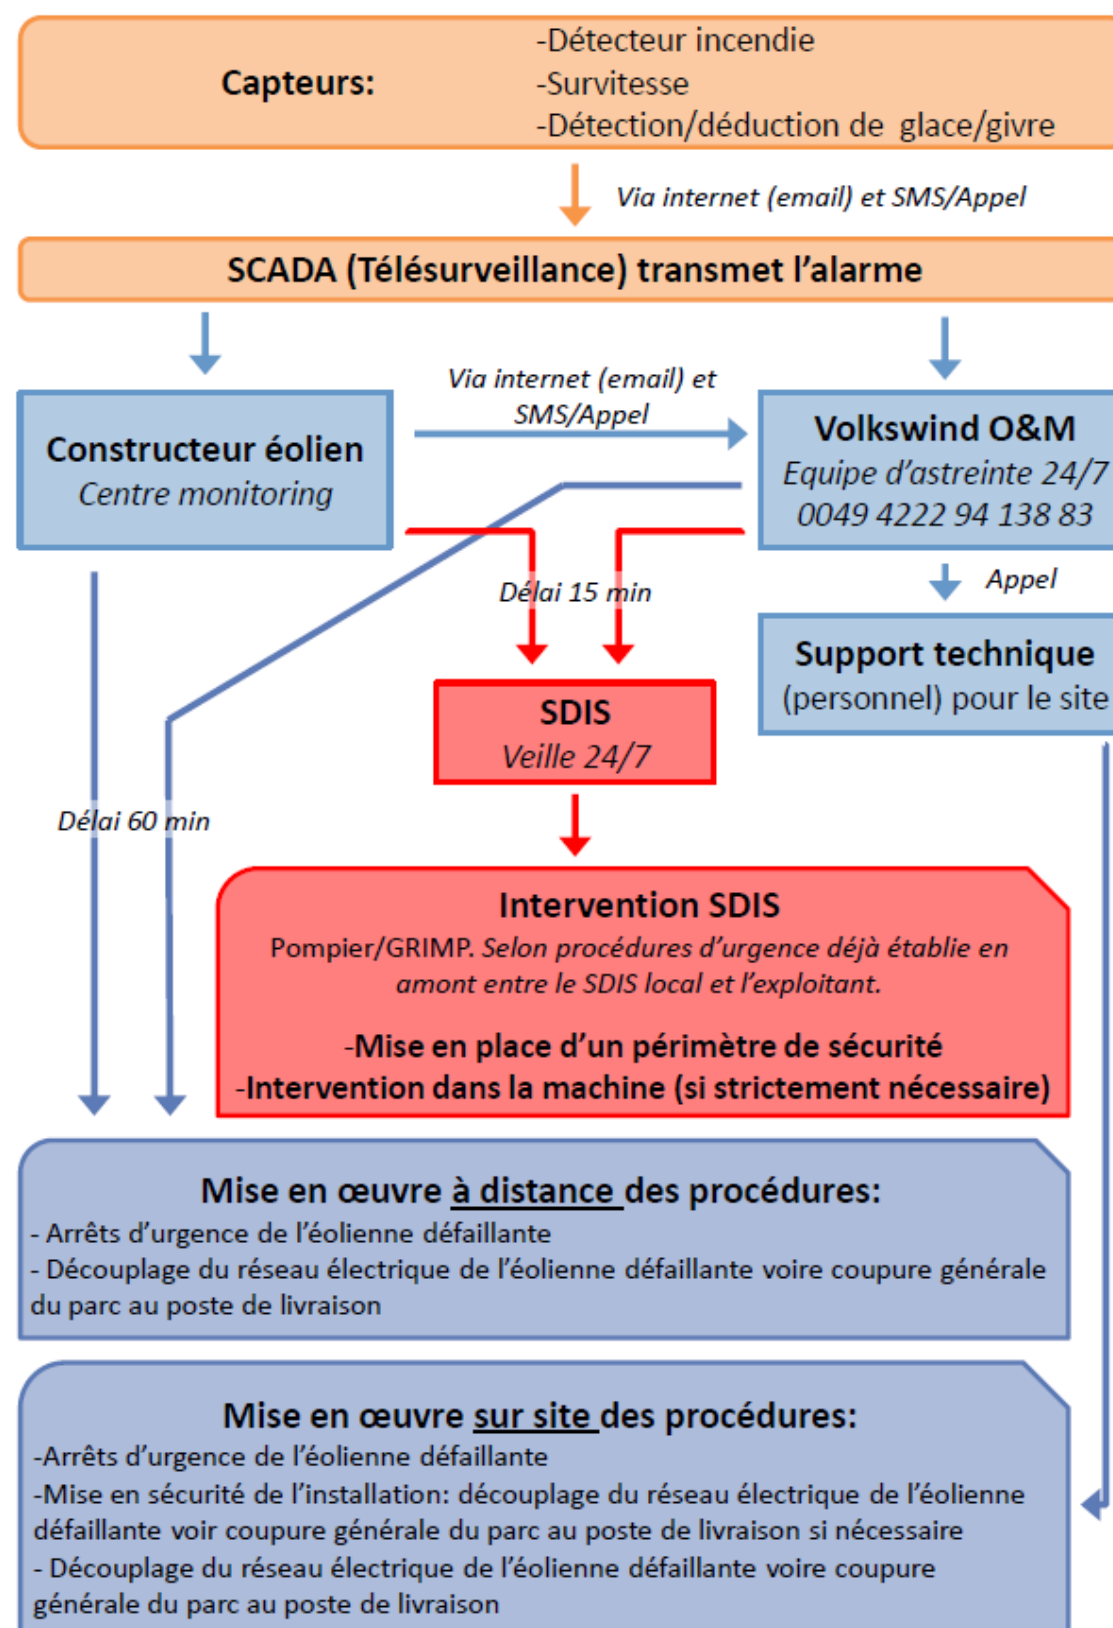 Capteurs:
-Détecteur incendie
-Survitesse
-Détection/déduction de glace/givre
Via internet (email) et SMS/Appel
SCADA (Télésurveillance) transmet l’alarme
Via internet (email) et
SMS/Appel
Constructeur éolien
Centre monitoring
Volkswind O&M
Equipe d’astreinte 24/7
0049 4222 94 138 83
Délai 15 min
Appel
Support technique
(personnel) pour le site
SDIS
Veille 24/7
Délai 60 min
Intervention SDIS
Pompier/GRIMP. Selon procédures d’urgence déjà établie en
amont entre le SDIS local et l’exploitant.
-Mise en place d’un périmètre de sécurité
-Intervention dans la machine (si strictement nécessaire)
Mise en œuvre à distance des procédures:
- Arrêts d’urgence de l’éolienne défaillante
- Découplage du réseau électrique de l’éolienne défaillante voire coupure générale
du parc au poste de livraison
Mise en œuvre sur site des procédures:
-Arrêts d’urgence de l’éolienne défaillante
-Mise en sécurité de l’installation: découplage du réseau électrique de l’éolienne
défaillante voir coupure générale du parc au poste de livraison si nécessaire
- Découplage du réseau électrique de l’éolienne défaillante voire coupure
générale du parc au poste de livraison